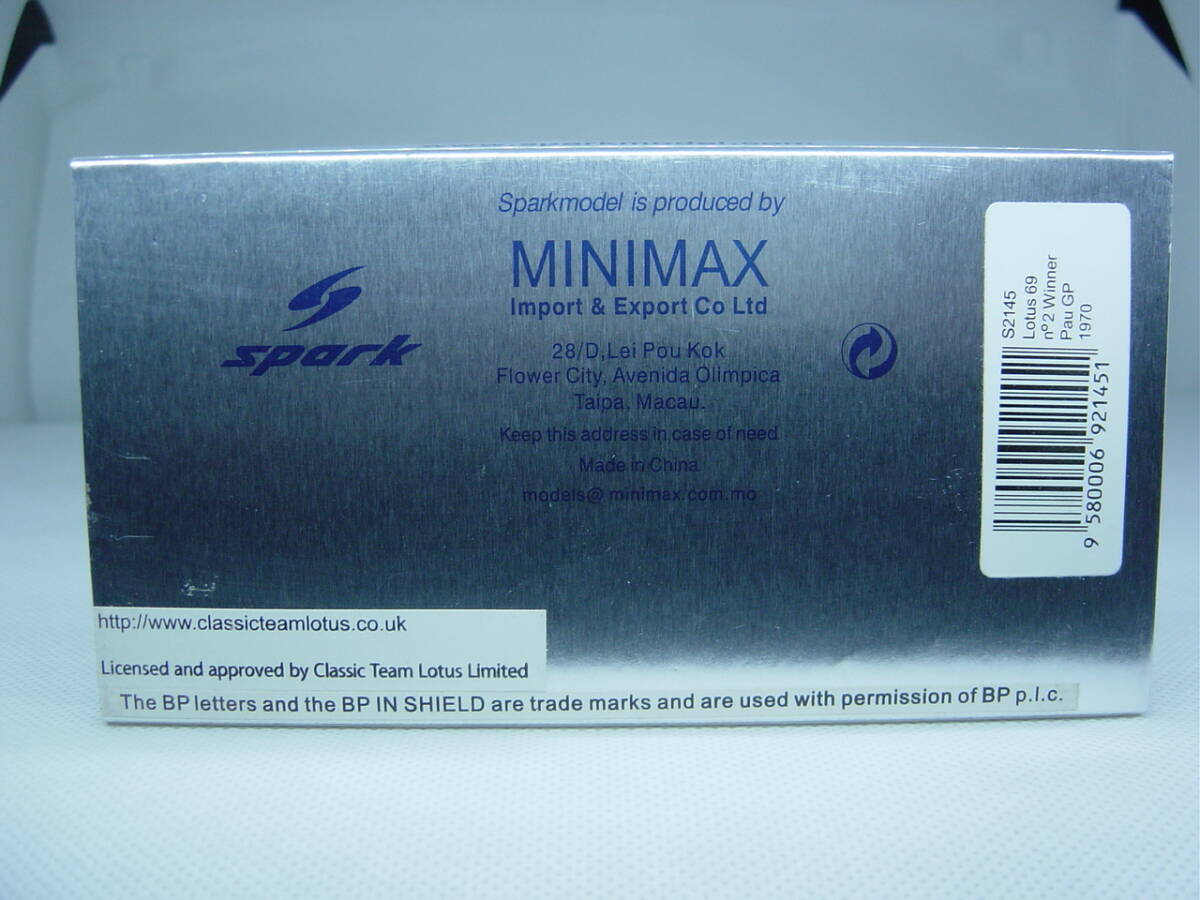 Sparkmodel is produced by
MINIMAX
Import & Export Co Ltd
28/D,Lei Pou Kok
Flower City, Avenida Olimpica
Taipa, Macau.
Keep this address in case of need
Made in China
models@minimax.com.mo
spark
S2145
Lotus 69
nº2 Winner
Pau GP
1970
9 580006 921451
http://www.classicteamlotus.co.uk
Licensed and approved by Classic Team Lotus Limited
The BP letters and the BP IN SHIELD are trade marks and are used with permission of BP p.l.c.